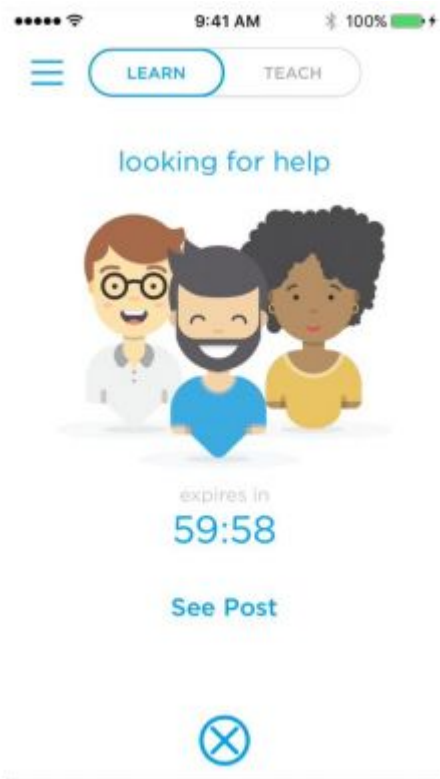 9:41 AM 100%
LEARN TEACH
looking for help
expires in
59:58
See Post